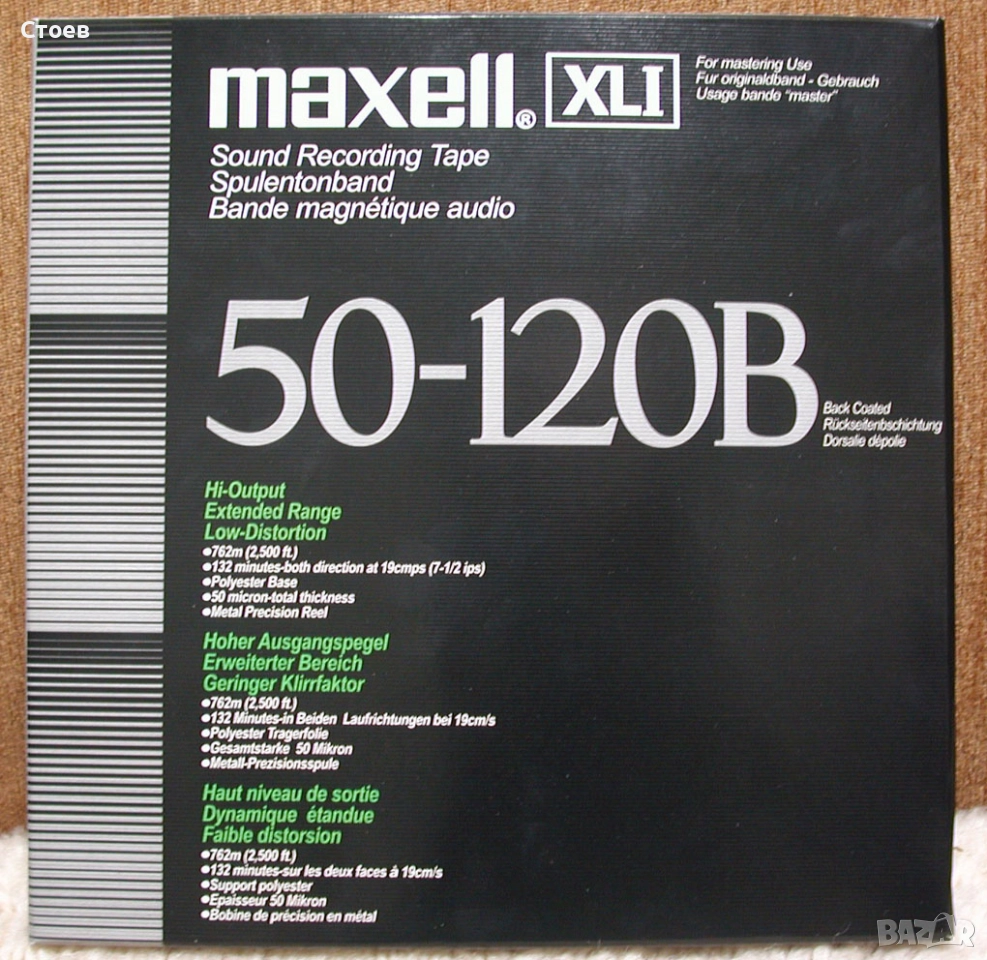 Стоев
maxell® XLI
For mastering Use
Fur originaldband - Gebrauch
Usage bande "master"
Sound Recording Tape
Spulentonband
Bande magnétique audio
50-120B
Back Coated
Rückseitenbschichtung
Dorsalie dépolie
Hi-Output
Extended Range
Low-Distortion
•762m (2,500 ft.)
•132 minutes-both direction at 19cmps (7-1/2 ips)
•Polyester Base
•50 micron-total thickness
•Metal Precision Reel
Hoher Ausgangspegel
Erweiterter Bereich
Geringer Klirrfaktor
•762m (2,500 ft.)
•132 Minutes-in Beiden Laufrichtungen bei 19cm/s
•Polyester Tragerfolie
•Gesamtstarke 50 Mikron
•Metall-Prezisionsspule
Haut niveau de sortie
Dynamique étandue
Faible distorsion
•762m (2,500 ft.)
•132 minutes-sur les deux faces à 19cm/s
•Support polyester
•Epaisseur 50 Mikron
•Bobine de précision en métal
BAZAR